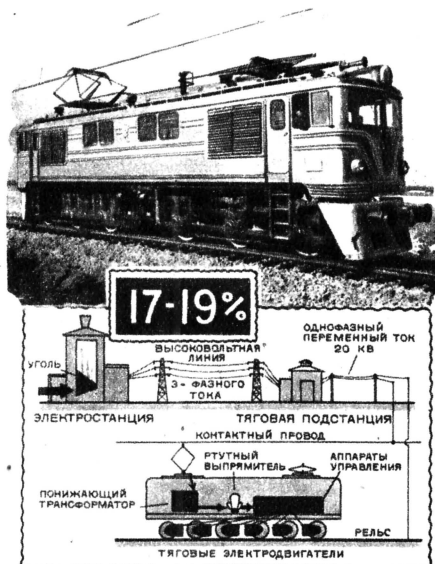 17-19%
ОДНОФАЗНЫЙ
ПЕРЕМЕННЫЙ ТОК
20 КВ
ВЫСОКОВОЛЬТНАЯ
ЛИНИЯ
3-ФАЗНОГО
ТОКА
УГОЛЬ
ЭЛЕКТРОСТАНЦИЯ
ТЯГОВАЯ ПОДСТАНЦИЯ
КОНТАКТНЫЙ ПРОВОД
РТУТНЫЙ
ВЫПРЯМИТЕЛЬ
АППАРАТЫ
УПРАВЛЕНИЯ
ПОНИЖАЮЩИЙ
ТРАНСФОРМАТОР
РЕЛЬС
ТЯГОВЫЕ ЭЛЕКТРОДВИГАТЕЛИ